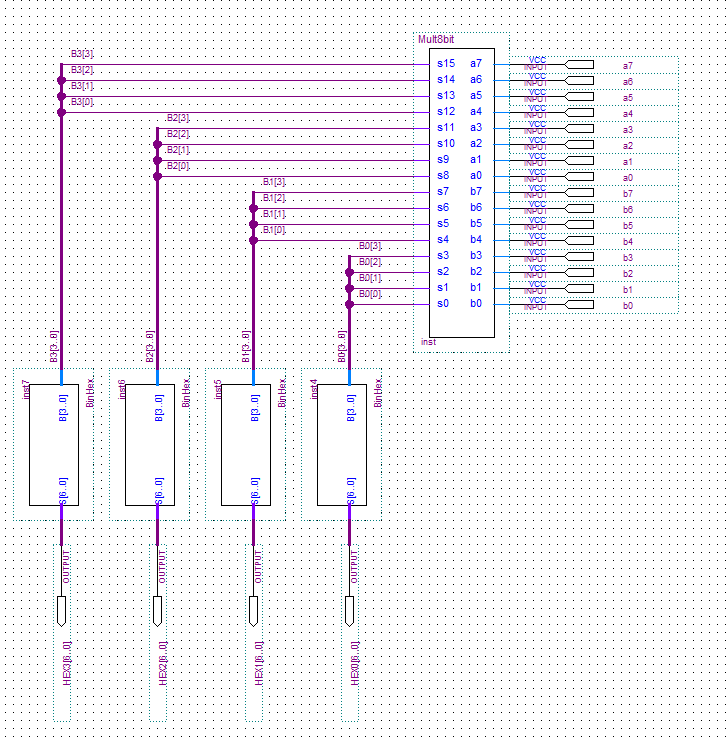 Mult8bit
B3[3]. s15 a7 VCC INPUT a7
B3[2]. s14 a6 VCC INPUT a6
B3[1]. s13 a5 VCC INPUT a5
B3[0]. s12 a4 VCC INPUT a4
B2[3]. s11 a3 VCC INPUT a3
B2[2]. s10 a2 VCC INPUT a2
B2[1]. s9 a1 VCC INPUT a1
B2[0]. s8 a0 VCC INPUT a0
B1[3]. s7 b7 VCC INPUT b7
B1[2]. s6 b6 VCC INPUT b6
B1[1]. s5 b5 VCC INPUT b5
B1[0]. s4 b4 VCC INPUT b4
B0[3]. s3 b3 VCC INPUT b3
B0[2]. s2 b2 VCC INPUT b2
B0[1]. s1 b1 VCC INPUT b1
B0[0]. s0 b0 VCC INPUT b0
inst
B3[3..0] B2[3..0] B1[3..0] B0[3..0]
inst7 BinHex inst6 BinHex inst5 BinHex inst4 BinHex
B[3..0] B[3..0] B[3..0] B[3..0]
S[6..0] S[6..0] S[6..0] S[6..0]
OUTPUT OUTPUT OUTPUT OUTPUT
HEX3[6..0] HEX2[6..0] HEX1[6..0] HEX0[6..0]